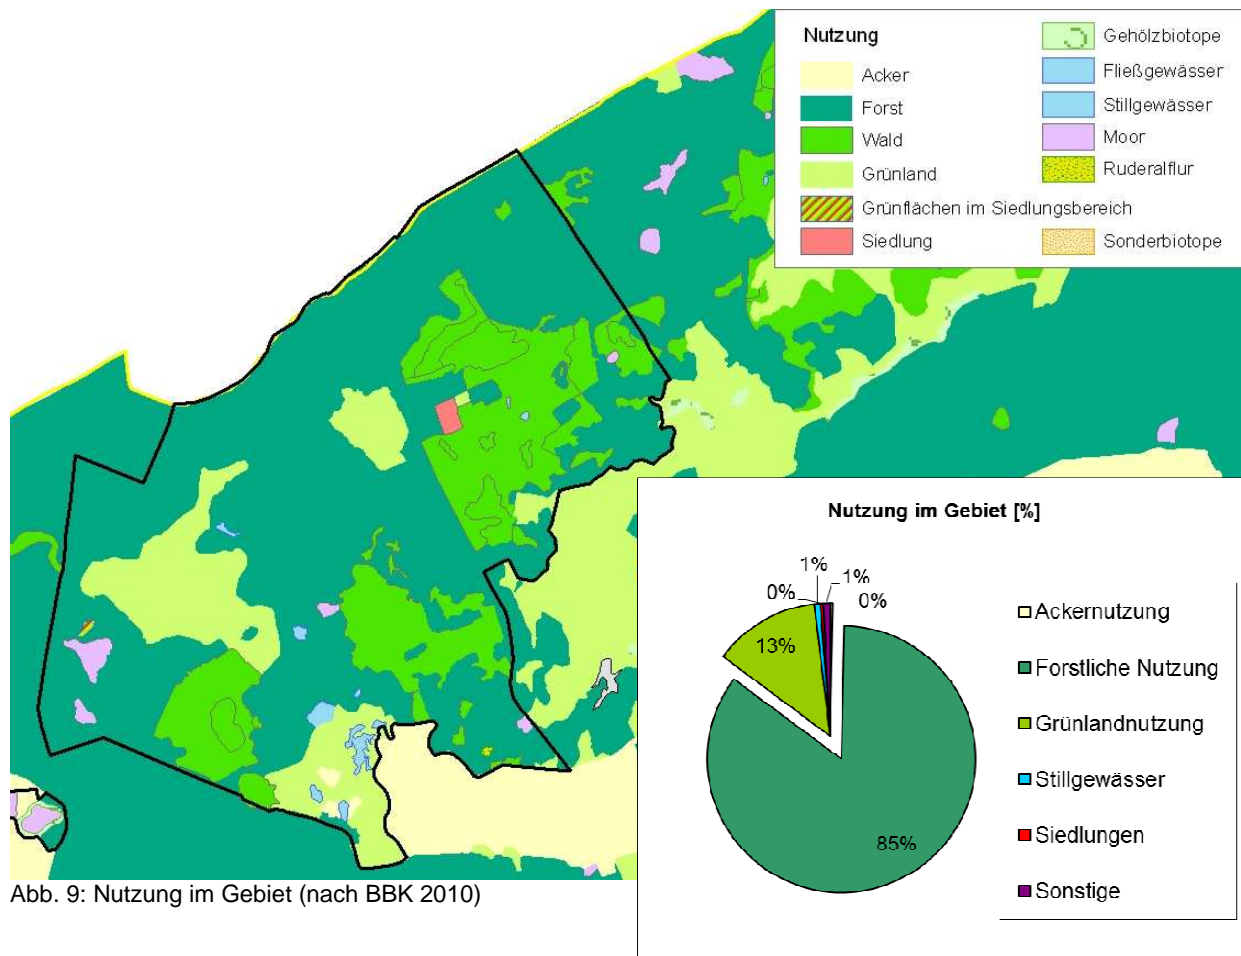 Nutzung
Acker
Forst
Wald
Grünland
Grünflächen im Siedlungsbereich
Siedlung
Gehölzbiotope
Fließgewässer
Stillgewässer
Moor
Ruderalflur
Sonderbiotope
Nutzung im Gebiet [%]
1%
1%
0%
0%
13%
85%
Ackernutzung
Forstliche Nutzung
Grünlandnutzung
Stillgewässer
Siedlungen
Sonstige
Abb. 9: Nutzung im Gebiet (nach BBK 2010)